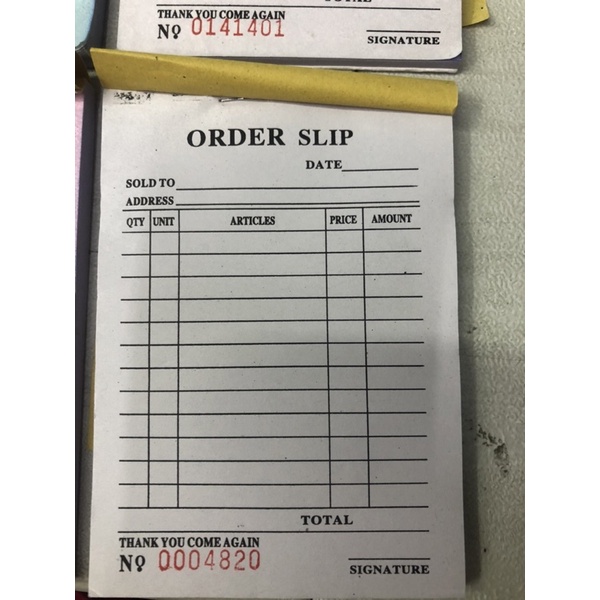 THANK YOU COME AGAIN
Nº 0141401
SIGNATURE
ORDER SLIP
DATE
SOLD TO
ADDRESS
QTY UNIT ARTICLES PRICE AMOUNT
TOTAL
THANK YOU COME AGAIN
Nº 0004820
SIGNATURE